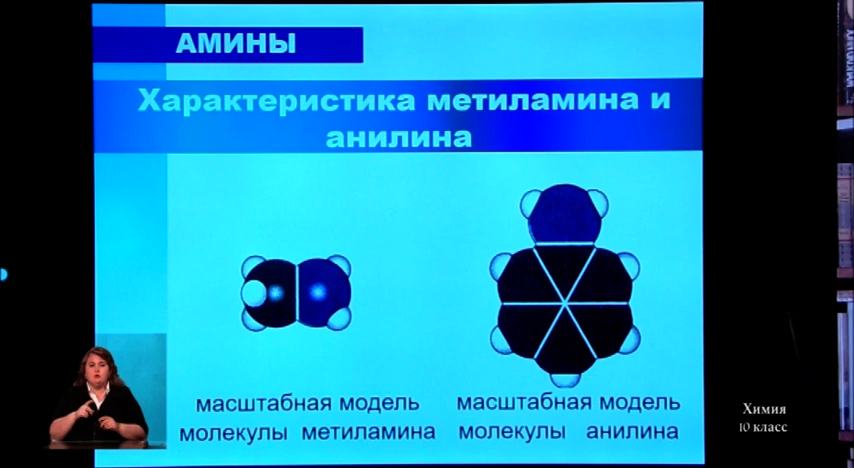 АМИНЫ
Характеристика метиламина и
анилина
масштабная модель
молекулы метиламина
масштабная модель
молекулы анилина
Химия
10 класс